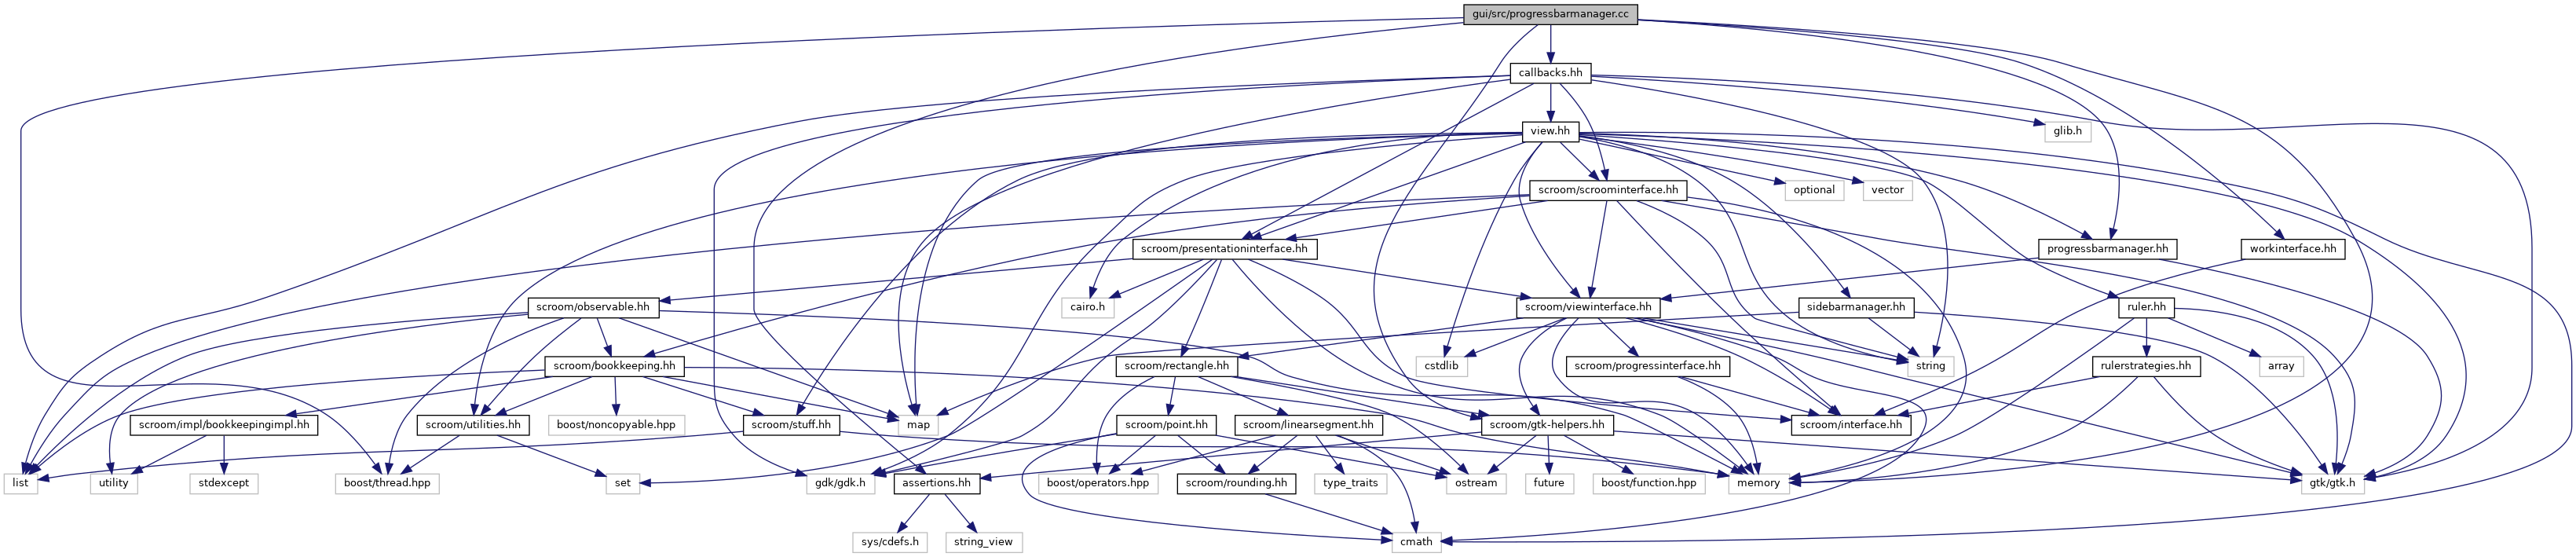 gui/src/progressbarmanager.cc
callbacks.hh
view.hh
glib.h
scroom/scroominterface.hh
optional
vector
scroom/presentationinterface.hh
progressbarmanager.hh
workinterface.hh
scroom/observable.hh
cairo.h
scroom/viewinterface.hh
sidebarmanager.hh
ruler.hh
scroom/bookkeeping.hh
scroom/rectangle.hh
cstdlib
scroom/progressinterface.hh
string
rulerstrategies.hh
array
scroom/impl/bookkeepingimpl.hh
scroom/utilities.hh
boost/noncopyable.hpp
scroom/stuff.hh
map
scroom/point.hh
scroom/linearsegment.hh
scroom/gtk-helpers.hh
scroom/interface.hh
list
utility
stdexcept
boost/thread.hpp
set
gdk/gdk.h
assertions.hh
boost/operators.hpp
scroom/rounding.hh
type_traits
ostream
future
boost/function.hpp
memory
gtk/gtk.h
sys/cdefs.h
string_view
cmath